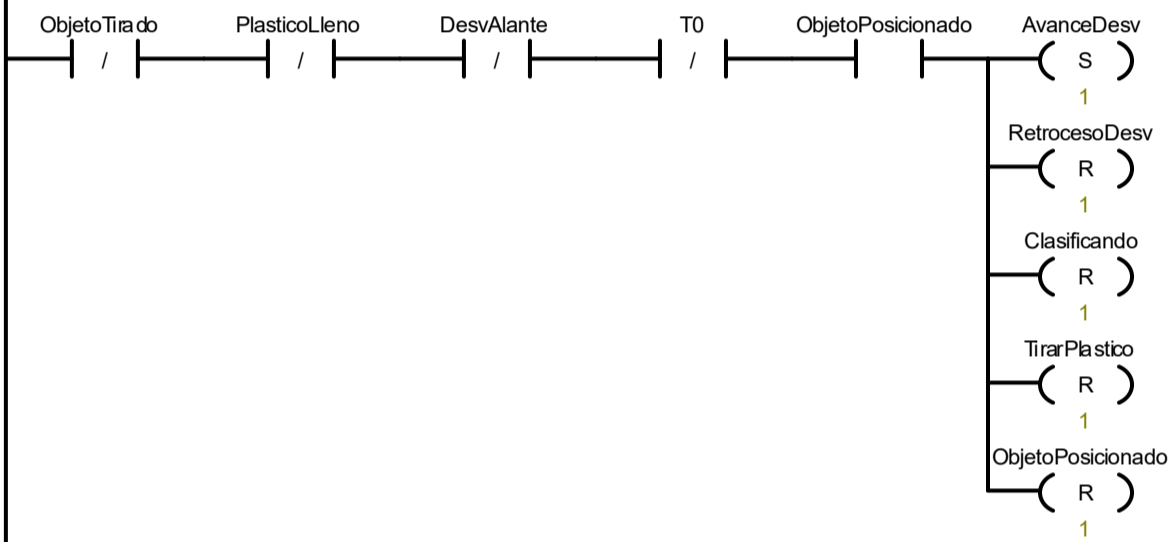 ObjetoTirado PlasticoLleno DesvAlante T0 ObjetoPosicionado AvanceDesv
/ / / / S
1
RetrocesoDesv
R
1
Clasificando
R
1
TirarPlastico
R
1
ObjetoPosicionado
R
1